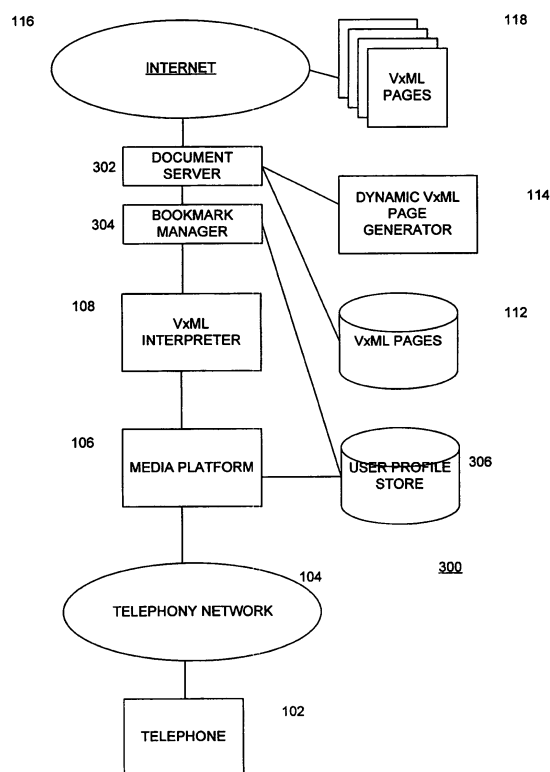 116
118
INTERNET
VxML
PAGES
302
DOCUMENT
SERVER
304
BOOKMARK
MANAGER
DYNAMIC VxML
PAGE
GENERATOR
114
108
VxML
INTERPRETER
112
VxML PAGES
106
MEDIA PLATFORM
USER PROFILE
STORE
306
300
104
TELEPHONY NETWORK
102
TELEPHONE